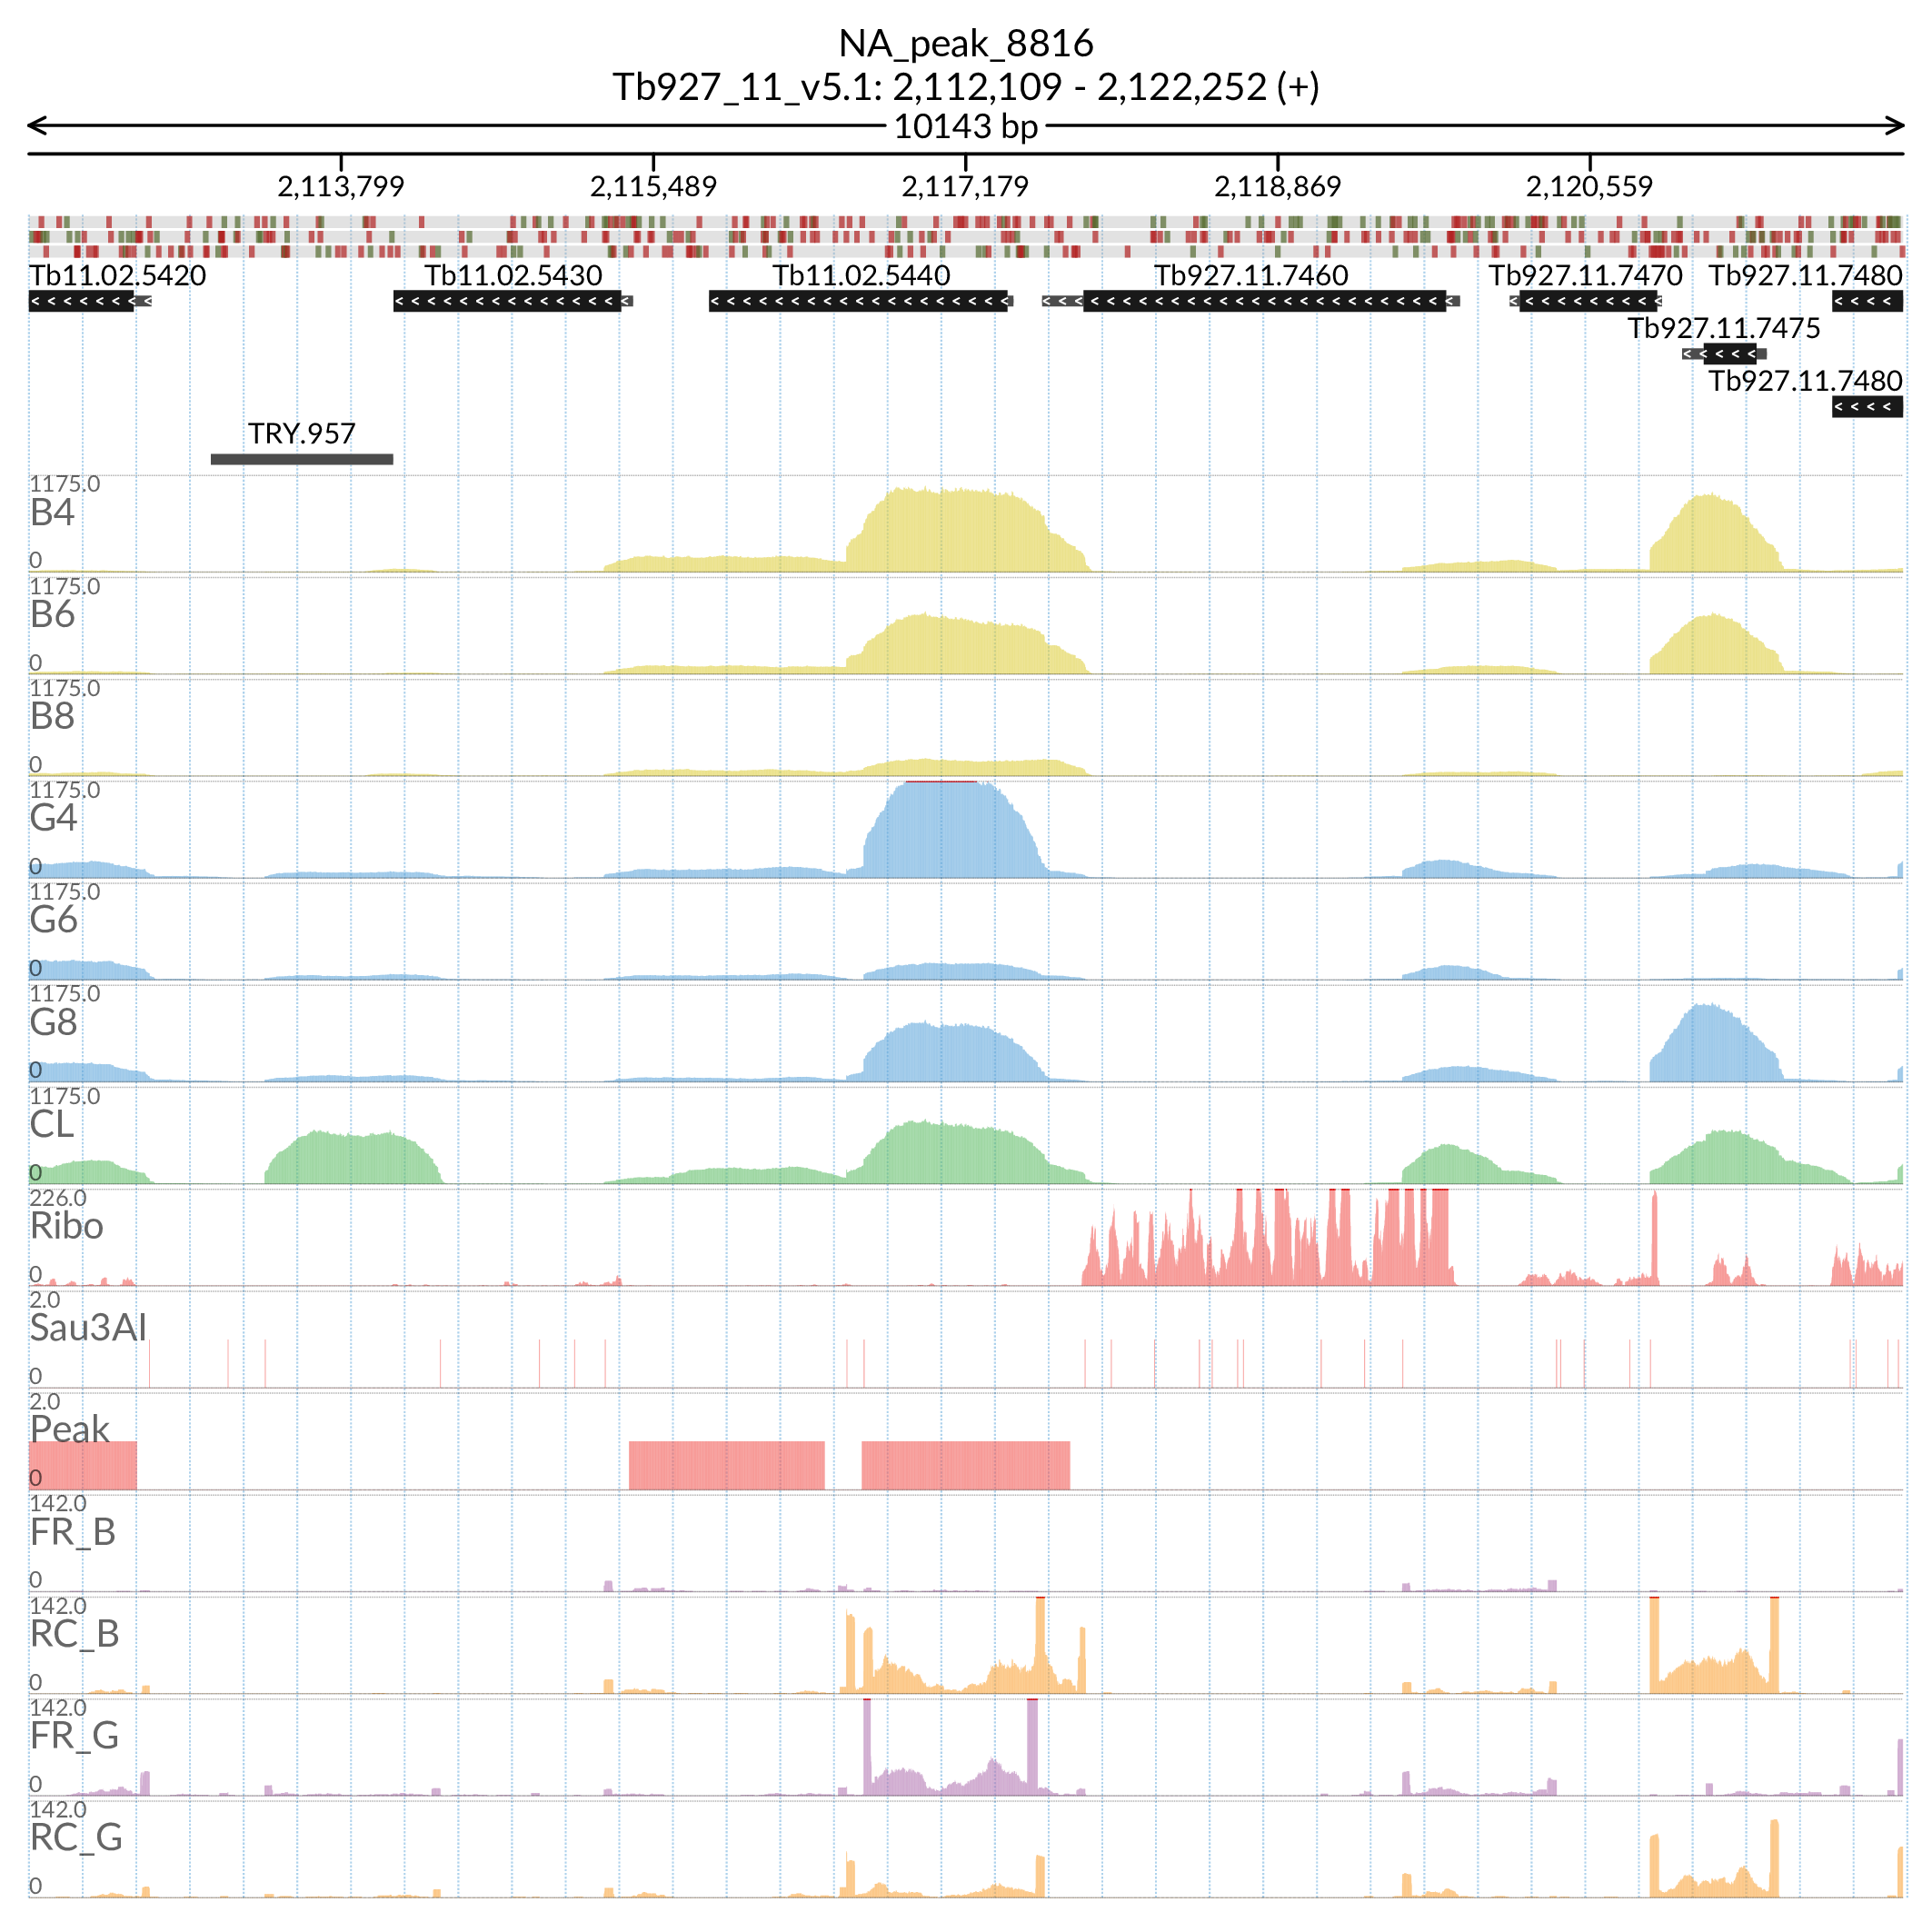 NA_peak_8816
Tb927_11_v5.1: 2,112,109 - 2,122,252 (+)
10143 bp
2,113,799 2,115,489 2,117,179 2,118,869 2,120,559
Tb11.02.5420 Tb11.02.5430 Tb11.02.5440 Tb927.11.7460 Tb927.11.7470 Tb927.11.7480
Tb927.11.7475
Tb927.11.7480
TRY.957
1175.0
B4
0
1175.0
B6
0
1175.0
B8
0
1175.0
G4
0
1175.0
G6
0
1175.0
G8
0
1175.0
CL
0
226.0
Ribo
0
2.0
Sau3AI
0
2.0
Peak
0
142.0
FR_B
0
142.0
RC_B
0
142.0
FR_G
0
142.0
RC_G
0